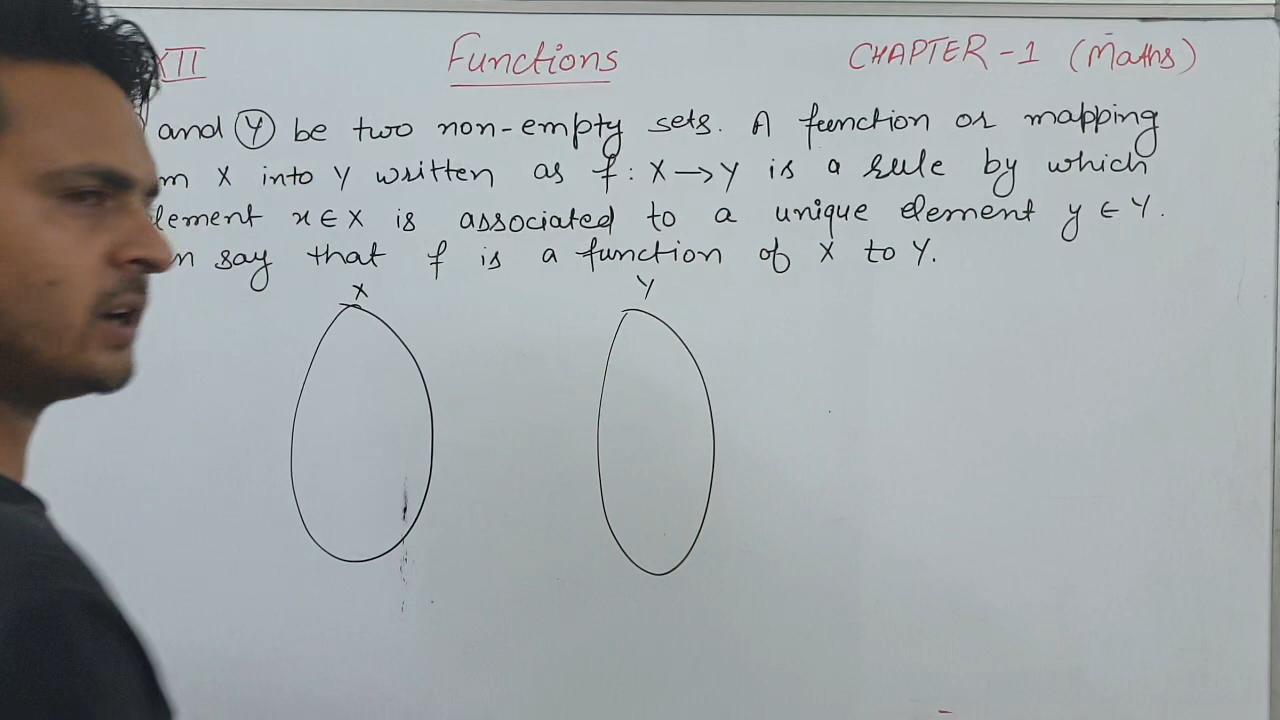 XII Functions CHAPTER-1 (Maths)
and Y be two non-empty sets. A function or mapping
m X into Y written as f: X→Y is a rule by which
lement x∈X is associated to a unique element y∈Y.
n say that f is a function of X to Y.
X Y